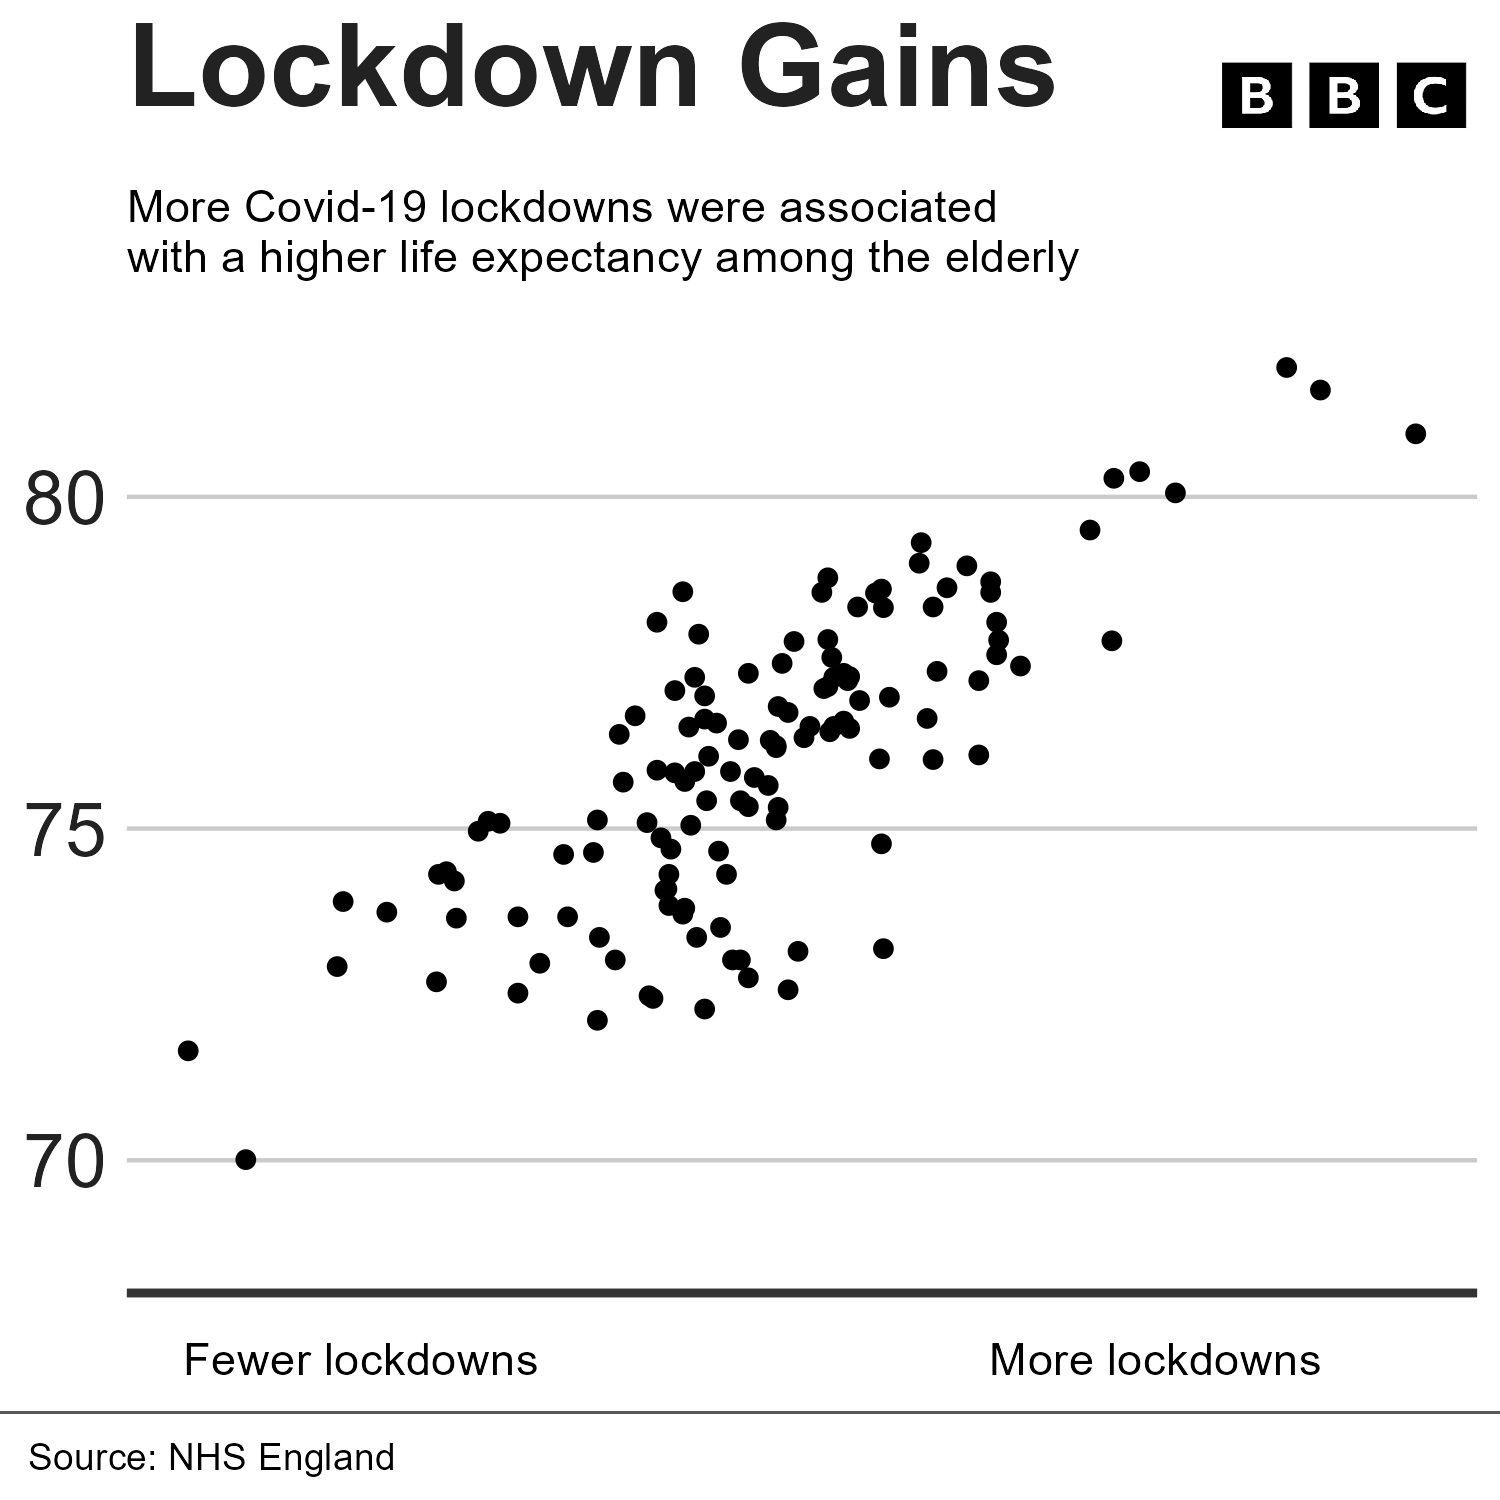 Lockdown Gains
BBC
More Covid-19 lockdowns were associated
with a higher life expectancy among the elderly
80
75
70
Fewer lockdowns
More lockdowns
Source: NHS England